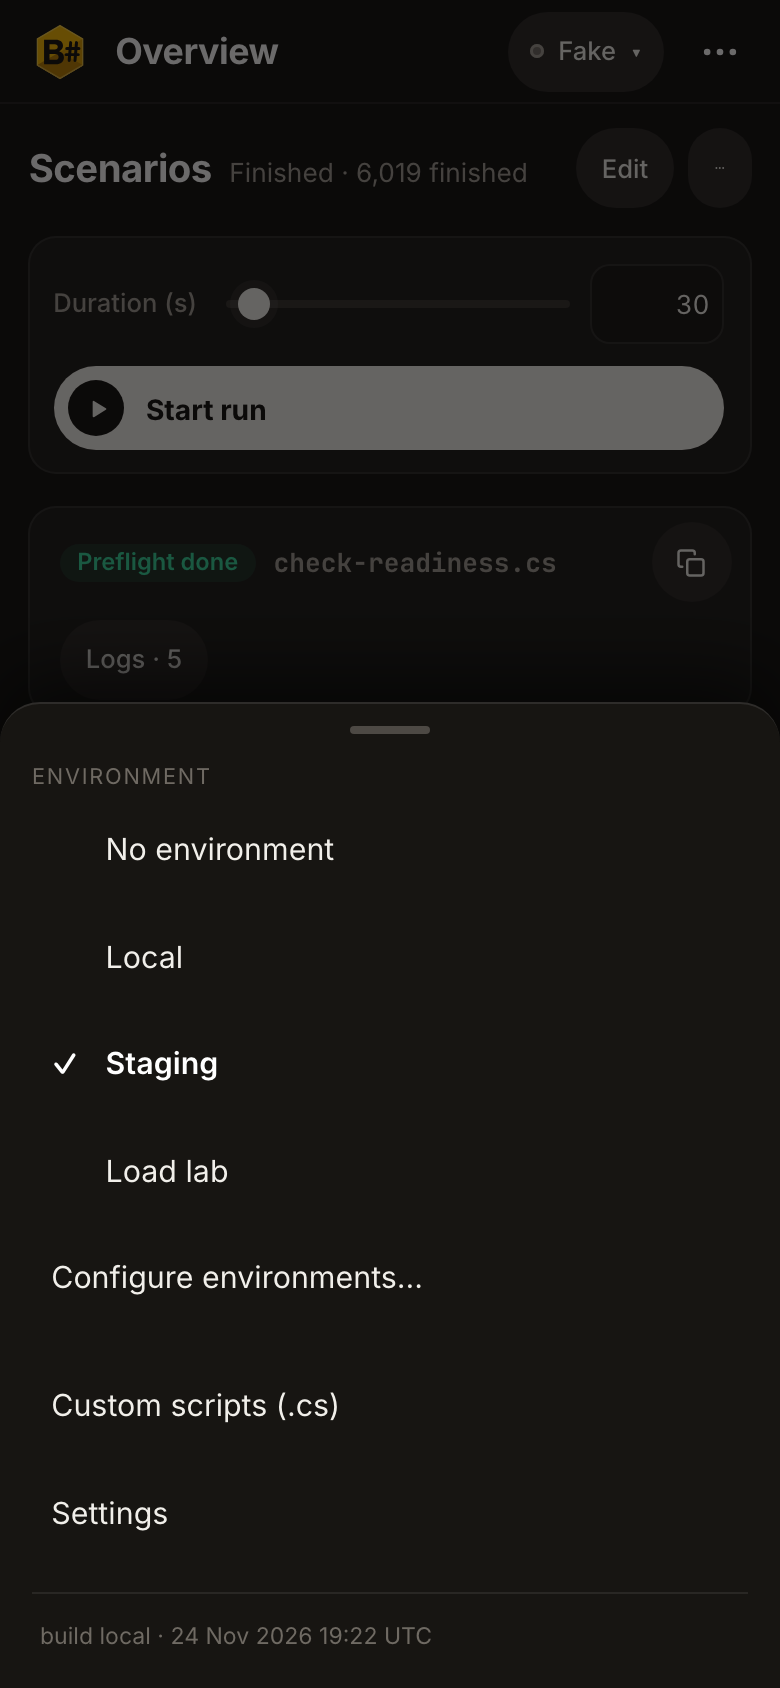 B# Overview Fake ▾
Scenarios Finished · 6,019 finished Edit ...
Duration (s) 30
Start run
Preflight done check-readiness.cs
Logs · 5
ENVIRONMENT
No environment
Local
✓ Staging
Load lab
Configure environments...
Custom scripts (.cs)
Settings
build local · 24 Nov 2026 19:22 UTC